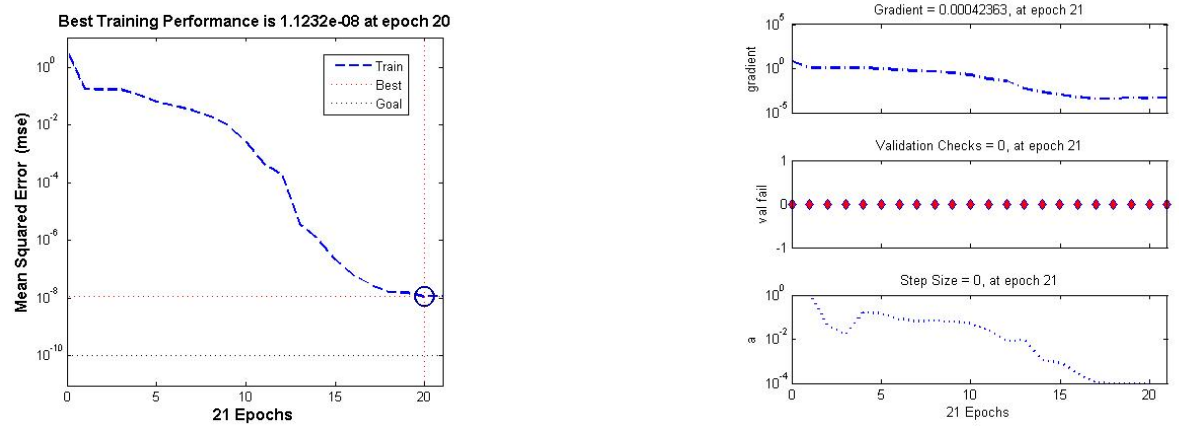 Best Training Performance is 1.1232e-08 at epoch 20
Mean Squared Error (mse)
10^0
10^-2
10^-4
10^-6
10^-8
10^-10
Train
Best
Goal
0 5 10 15 20
21 Epochs
Gradient = 0.00042363, at epoch 21
gradient
10^5
10^0
10^-5
Validation Checks = 0, at epoch 21
val fail
1
0
-1
Step Size = 0, at epoch 21
a
10^0
10^-2
10^-4
0 5 10 15 20
21 Epochs